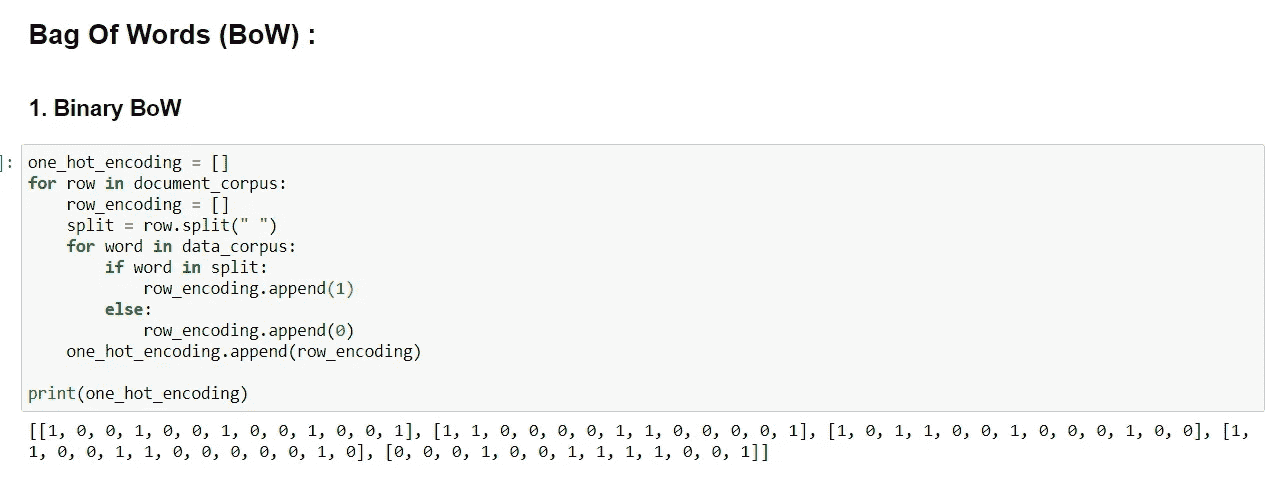 Bag Of Words (BoW) :
1. Binary BoW
]: one_hot_encoding = []
for row in document_corpus:
    row_encoding = []
    split = row.split(" ")
    for word in data_corpus:
        if word in split:
            row_encoding.append(1)
        else:
            row_encoding.append(0)
    one_hot_encoding.append(row_encoding)
print(one_hot_encoding)
[[1, 0, 0, 1, 0, 0, 1, 0, 0, 1, 0, 0, 1], [1, 1, 0, 0, 0, 0, 1, 1, 0, 0, 0, 0, 1], [1, 0, 1, 1, 0, 0, 1, 0, 0, 0, 1, 0, 0], [1,
1, 0, 0, 1, 1, 0, 0, 0, 0, 0, 1, 0], [0, 0, 0, 1, 0, 0, 1, 1, 1, 1, 0, 0, 1]]